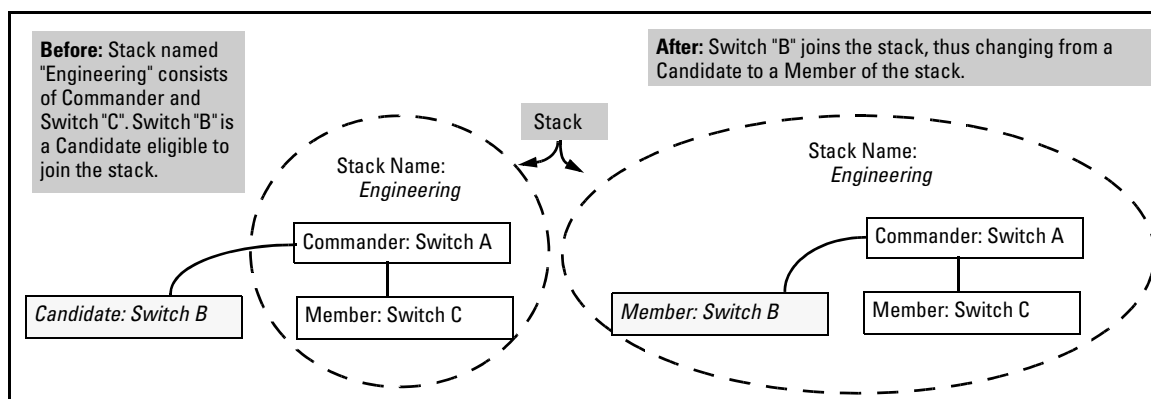 Before: Stack named
"Engineering" consists
of Commander and
Switch "C". Switch "B" is
a Candidate eligible to
join the stack.
After: Switch "B" joins the stack, thus changing from a
Candidate to a Member of the stack.
Stack
Stack Name:
Engineering
Commander: Switch A
Candidate: Switch B
Member: Switch C
Stack Name:
Engineering
Commander: Switch A
Member: Switch B
Member: Switch C